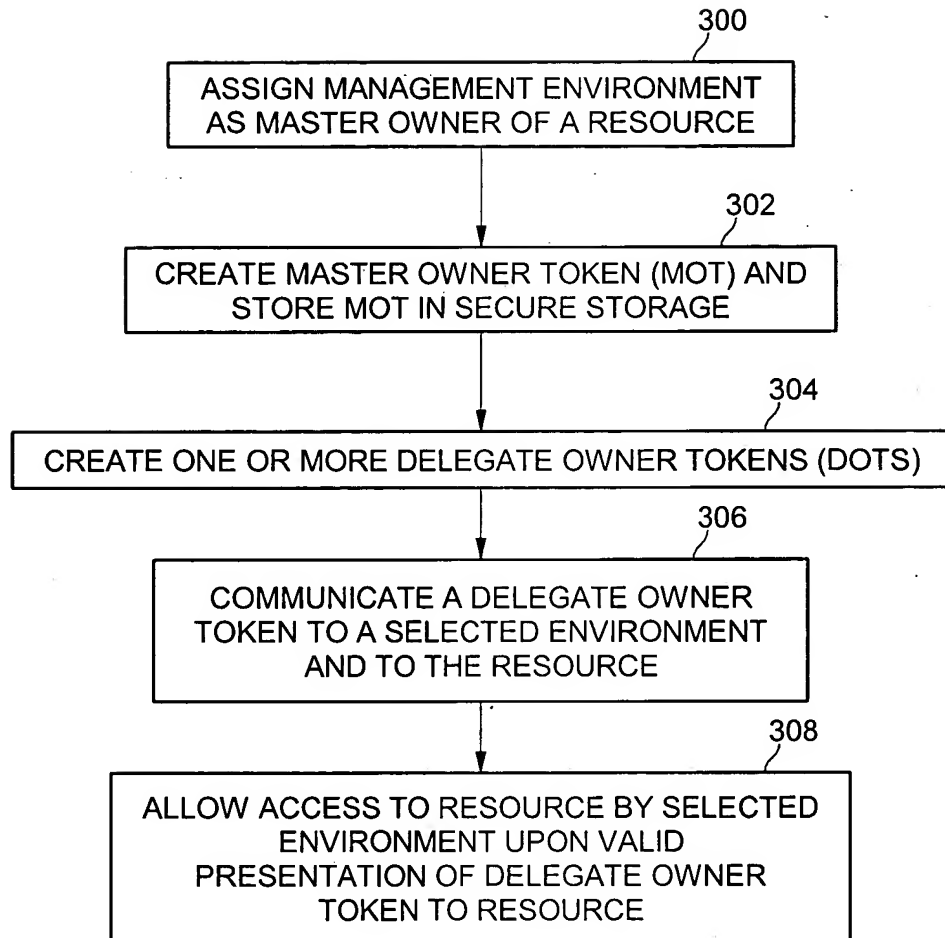 300
ASSIGN MANAGEMENT ENVIRONMENT
AS MASTER OWNER OF A RESOURCE
302
CREATE MASTER OWNER TOKEN (MOT) AND
STORE MOT IN SECURE STORAGE
304
CREATE ONE OR MORE DELEGATE OWNER TOKENS (DOTS)
306
COMMUNICATE A DELEGATE OWNER
TOKEN TO A SELECTED ENVIRONMENT
AND TO THE RESOURCE
308
ALLOW ACCESS TO RESOURCE BY SELECTED
ENVIRONMENT UPON VALID
PRESENTATION OF DELEGATE OWNER
TOKEN TO RESOURCE